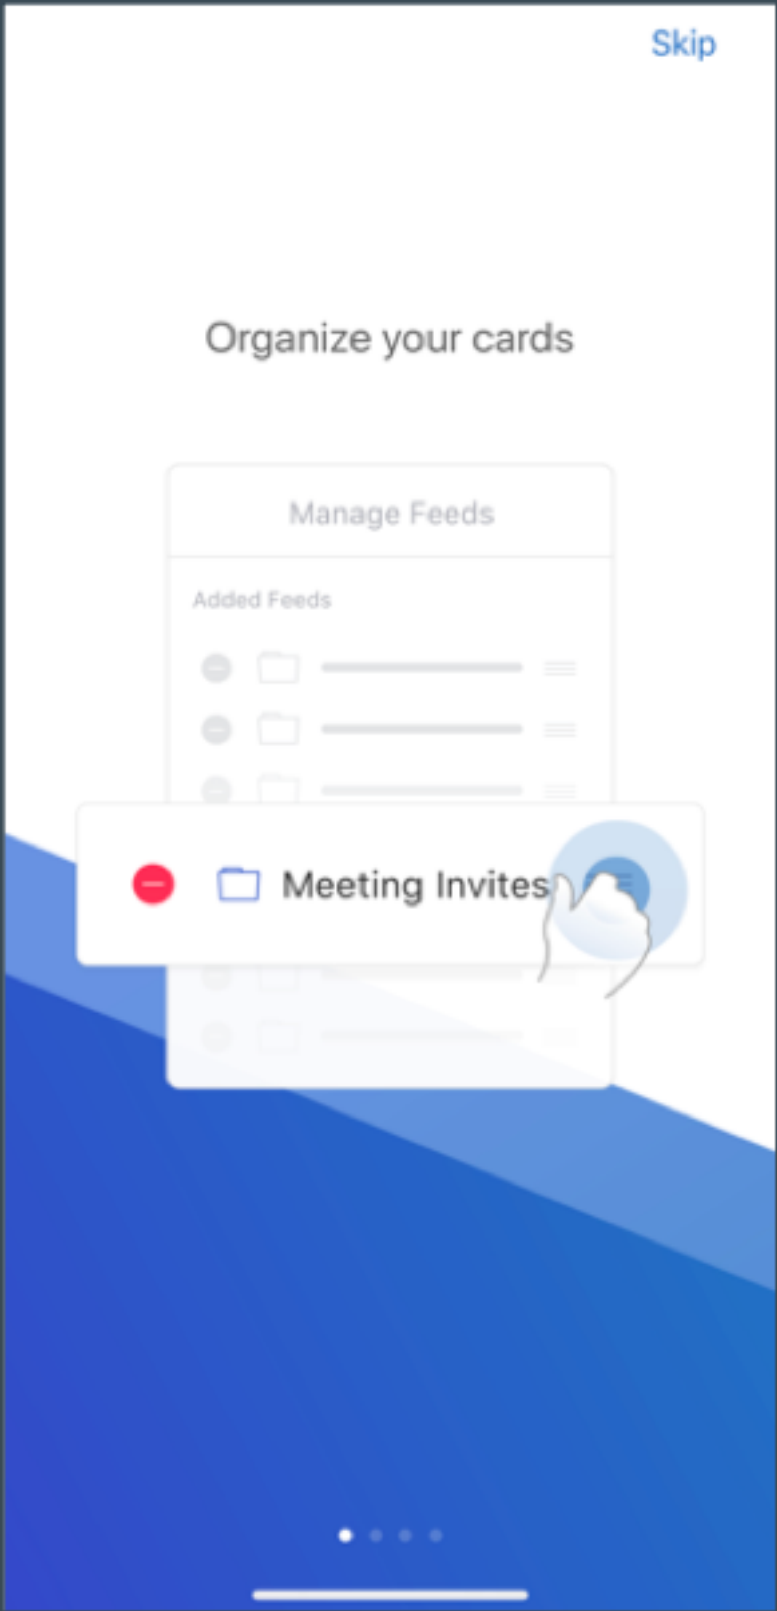 Skip
Organize your cards
Manage Feeds
Added Feeds
Meeting Invites